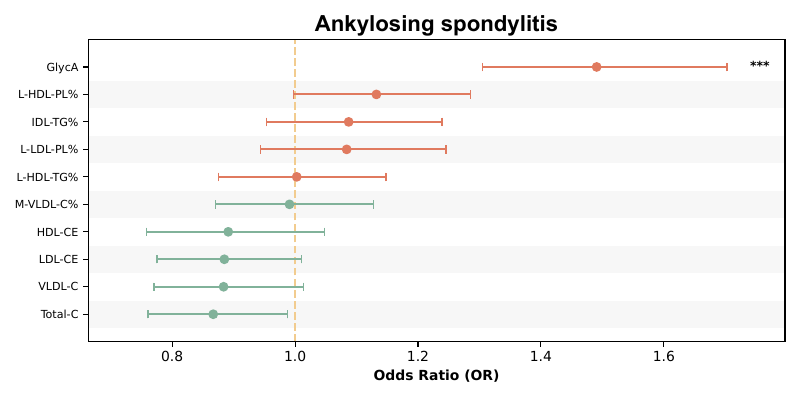 Ankylosing spondylitis
GlycA
***
L-HDL-PL%
IDL-TG%
L-LDL-PL%
L-HDL-TG%
M-VLDL-C%
HDL-CE
LDL-CE
VLDL-C
Total-C
0.8 1.0 1.2 1.4 1.6
Odds Ratio (OR)